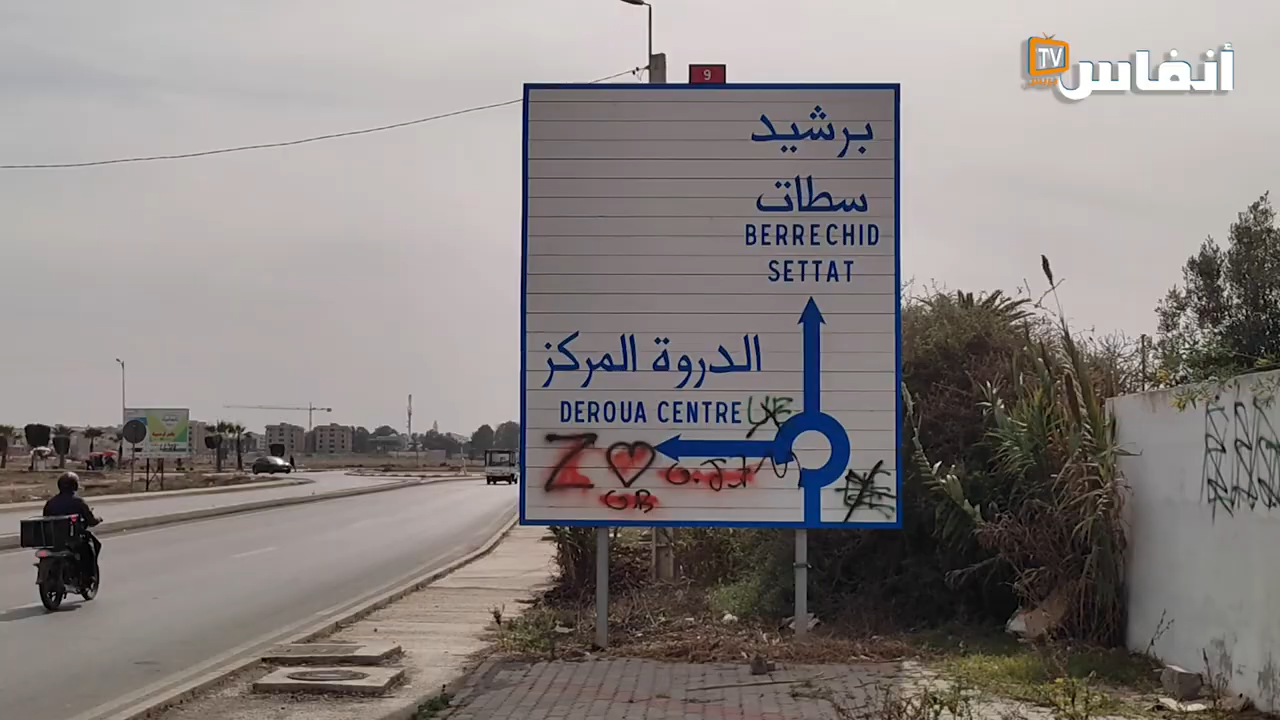 TV أنفاس
9
برشيد
سطات
BERRECHID
SETTAT
الدروة المركز
DEROUA CENTRE
Z
G.B